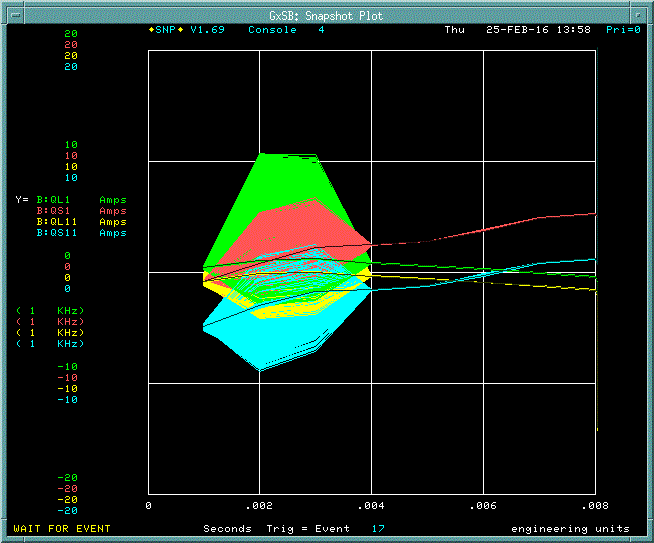 GxSB: Snapshot Plot
◆SNP◆ V1.69 Console 4 Thu 25-FEB-16 13:58 Pri=0
20
20
20
20
10
10
10
10
Y= B:QL1 Amps
B:QS1 Amps
B:QL11 Amps
B:QS11 Amps
0
0
0
0
( 1 KHz)
( 1 KHz)
( 1 KHz)
( 1 KHz)
-10
-10
-10
-10
-20
-20
-20
-20
0 .002 .004 .006 .008
WAIT FOR EVENT Seconds Trig = Event 17 engineering units